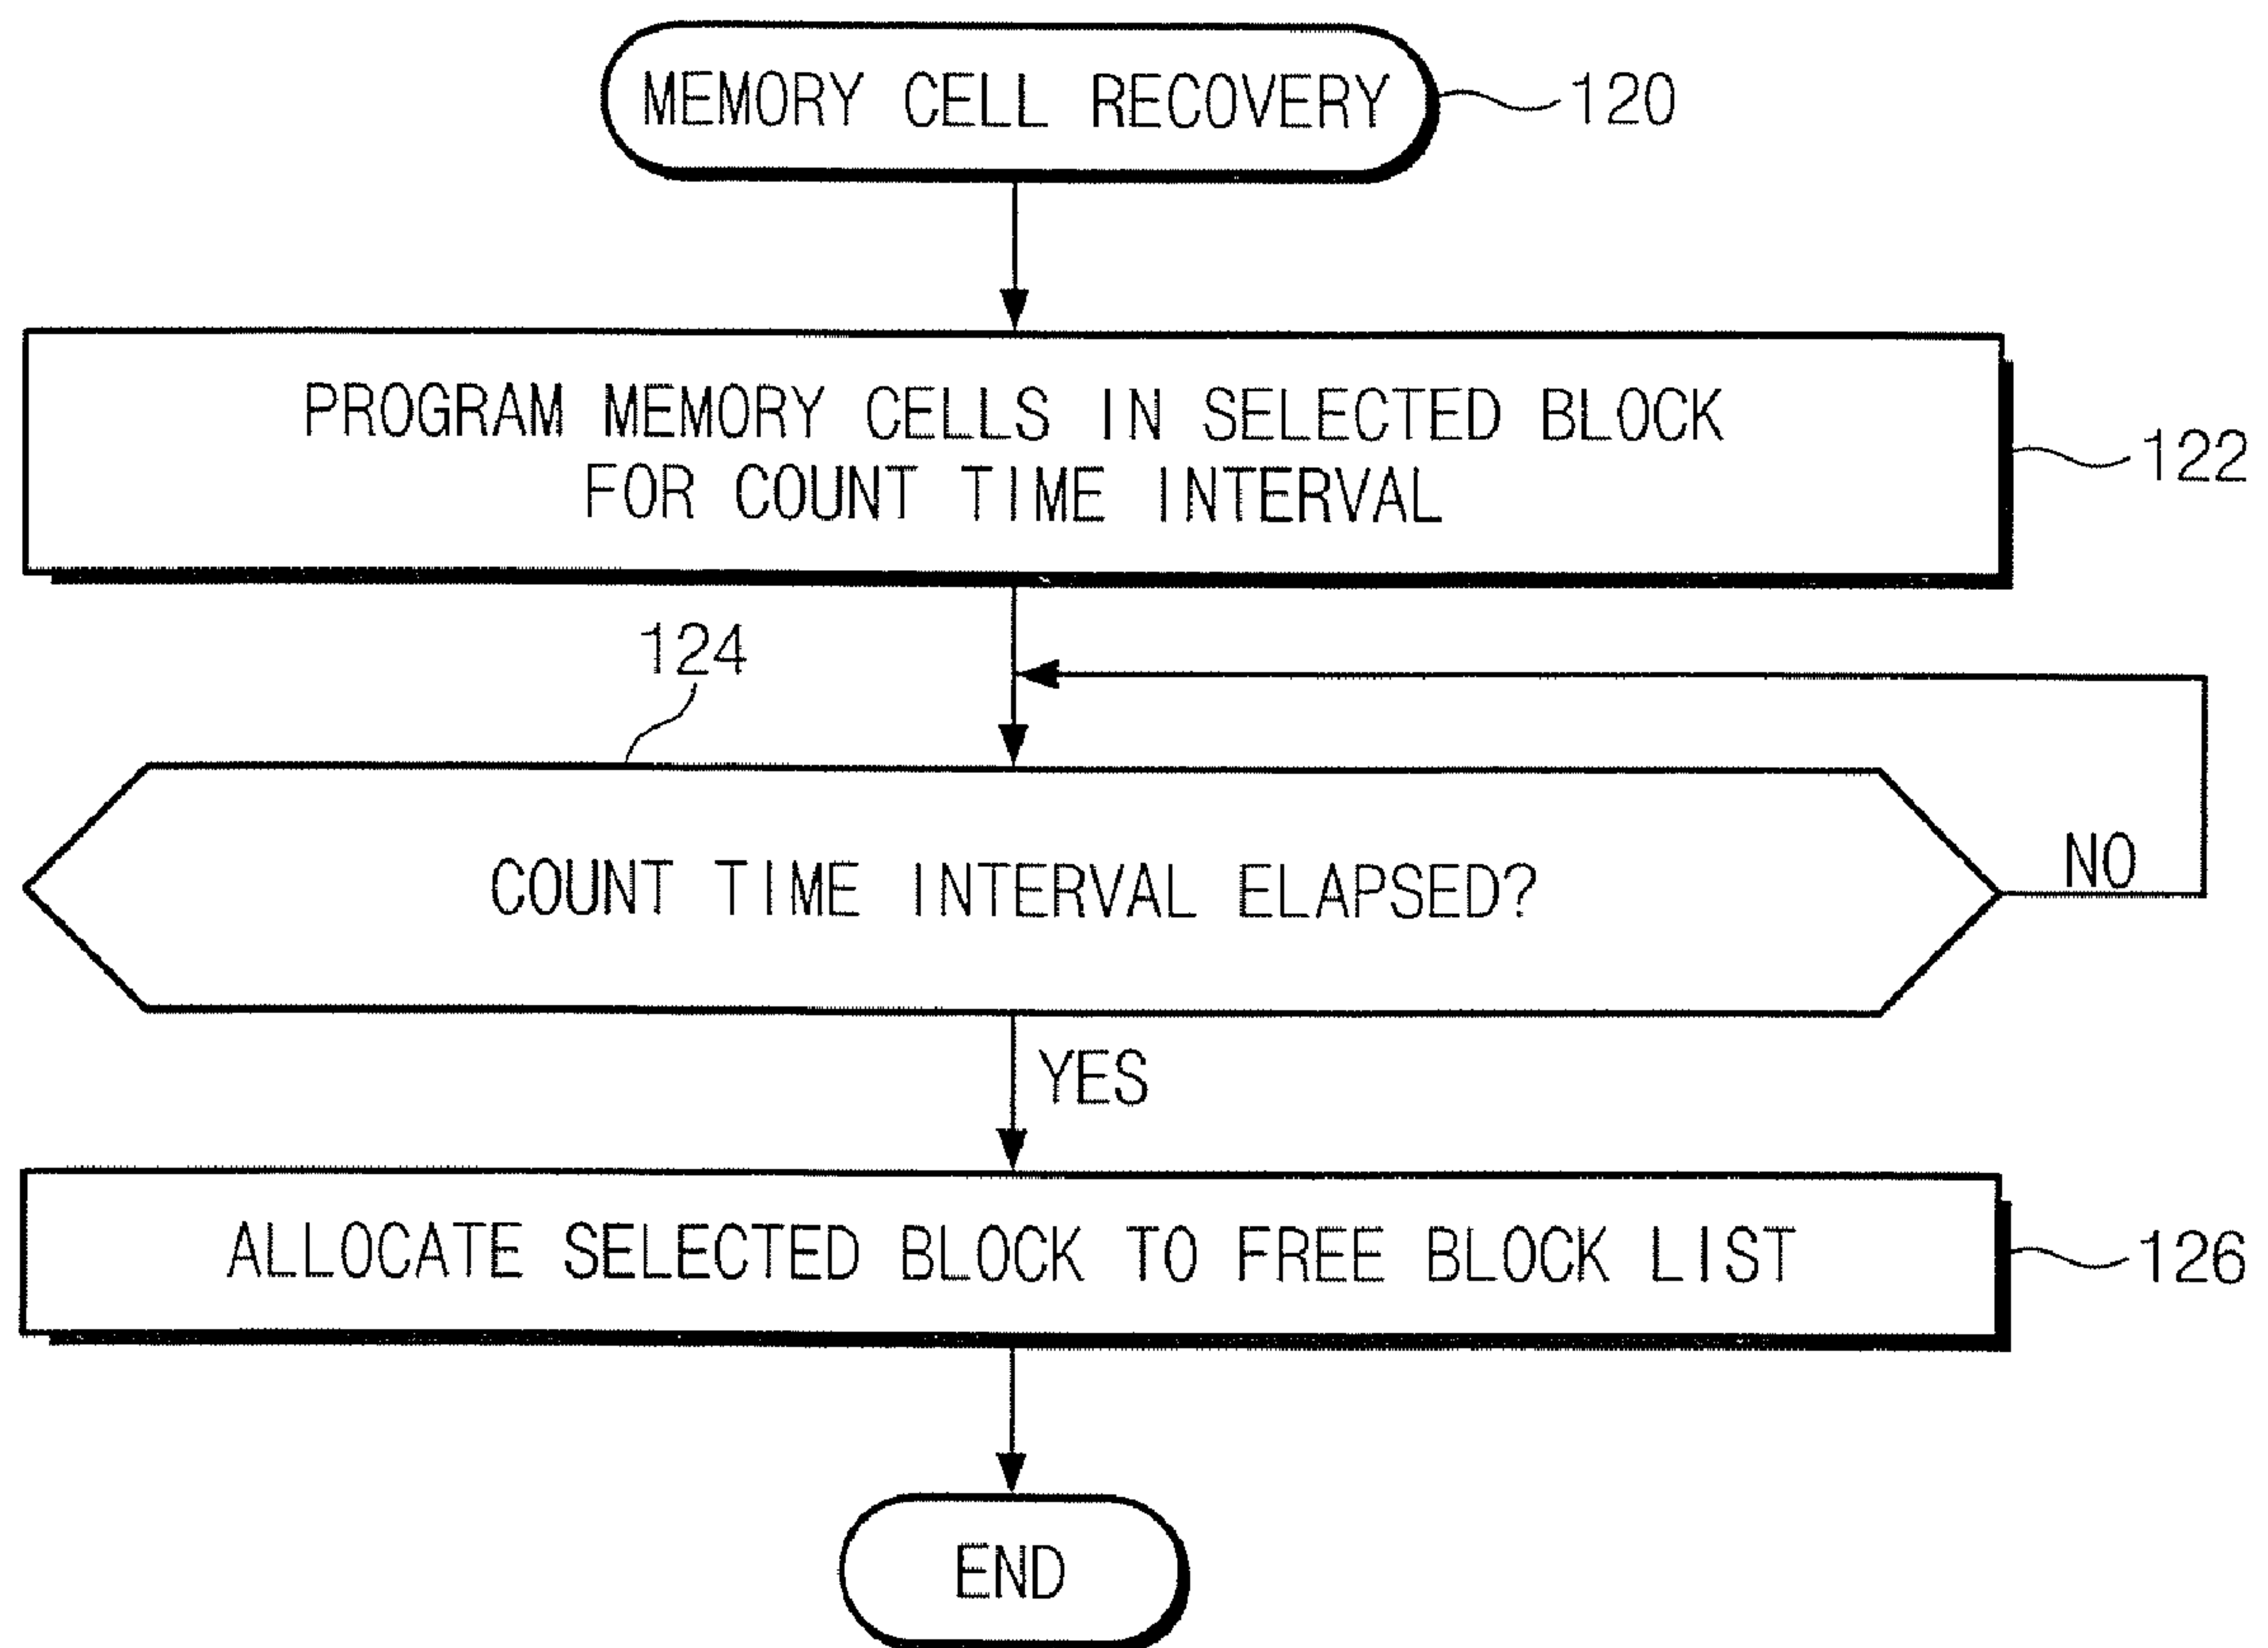 MEMORY CELL RECOVERY
120
PROGRAM MEMORY CELLS IN SELECTED BLOCK
FOR COUNT TIME INTERVAL
122
124
COUNT TIME INTERVAL ELAPSED?
NO
YES
ALLOCATE SELECTED BLOCK TO FREE BLOCK LIST
126
END